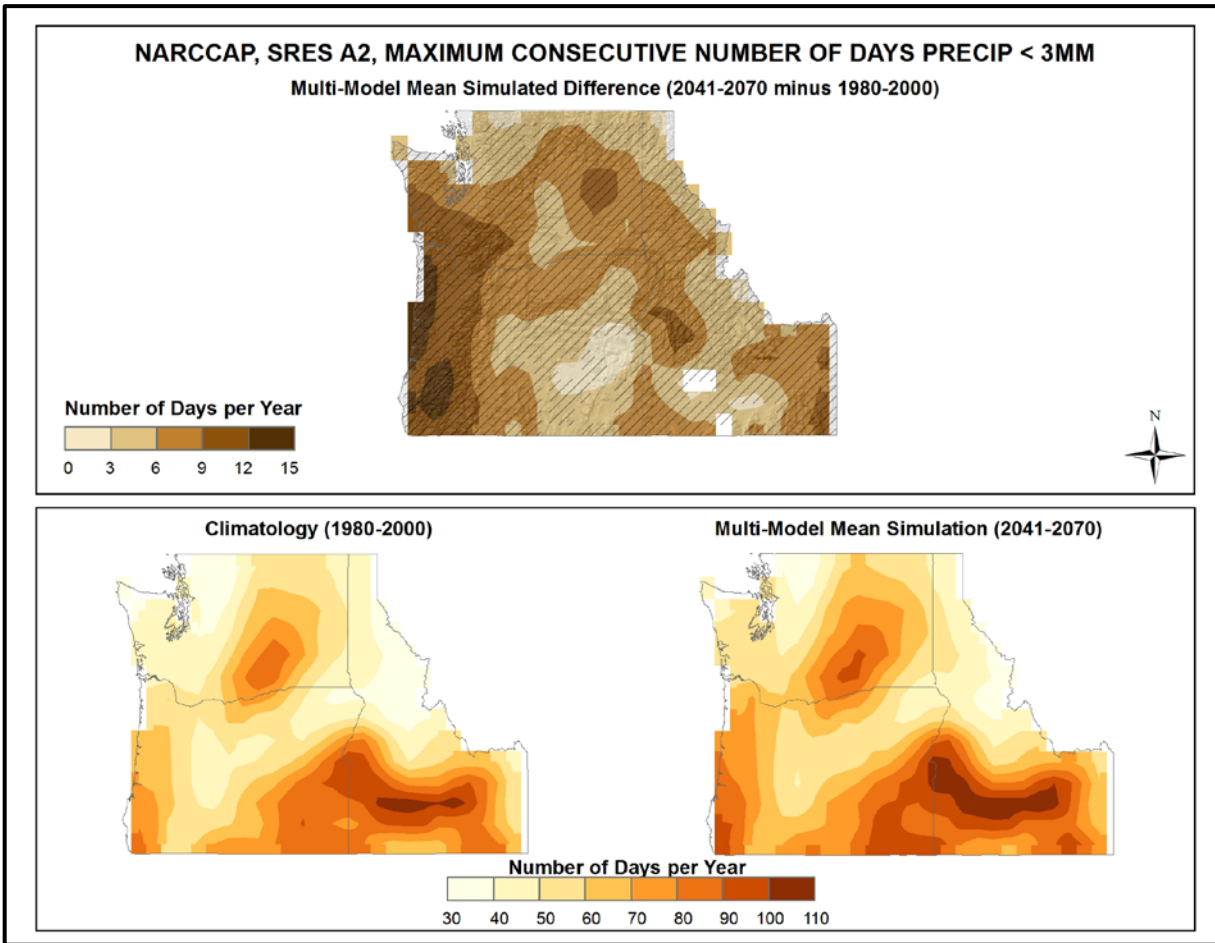 NARCCAP, SRES A2, MAXIMUM CONSECUTIVE NUMBER OF DAYS PRECIP < 3MM
Multi-Model Mean Simulated Difference (2041-2070 minus 1980-2000)
Number of Days per Year
0 3 6 9 12 15
N
Climatology (1980-2000)
Multi-Model Mean Simulation (2041-2070)
Number of Days per Year
30 40 50 60 70 80 90 100 110